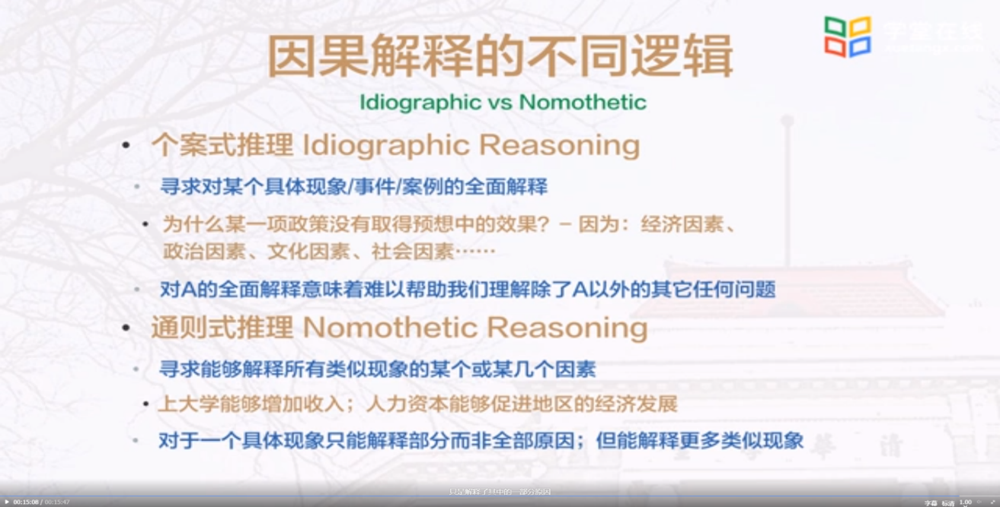 学堂在线
因果解释的不同逻辑
Idiographic vs Nomothetic
• 个案式推理 Idiographic Reasoning
• 寻求对某个具体现象/事件/案例的全面解释
• 为什么某一项政策没有取得预想中的效果? – 因为：经济因素、
政治因素、文化因素、社会因素……
• 对A的全面解释意味着难以帮助我们理解除了A以外的其它任何问题
• 通则式推理 Nomothetic Reasoning
• 寻求能够解释所有类似现象的某个或某几个因素
• 上大学能够增加收入；人力资本能够促进地区的经济发展
• 对于一个具体现象只能解释部分而非全部原因；但能解释更多类似现象
学 華 清
只是解释了其中的一部分原因
00:15:08 / 00:15:47
字幕 标清 1.00